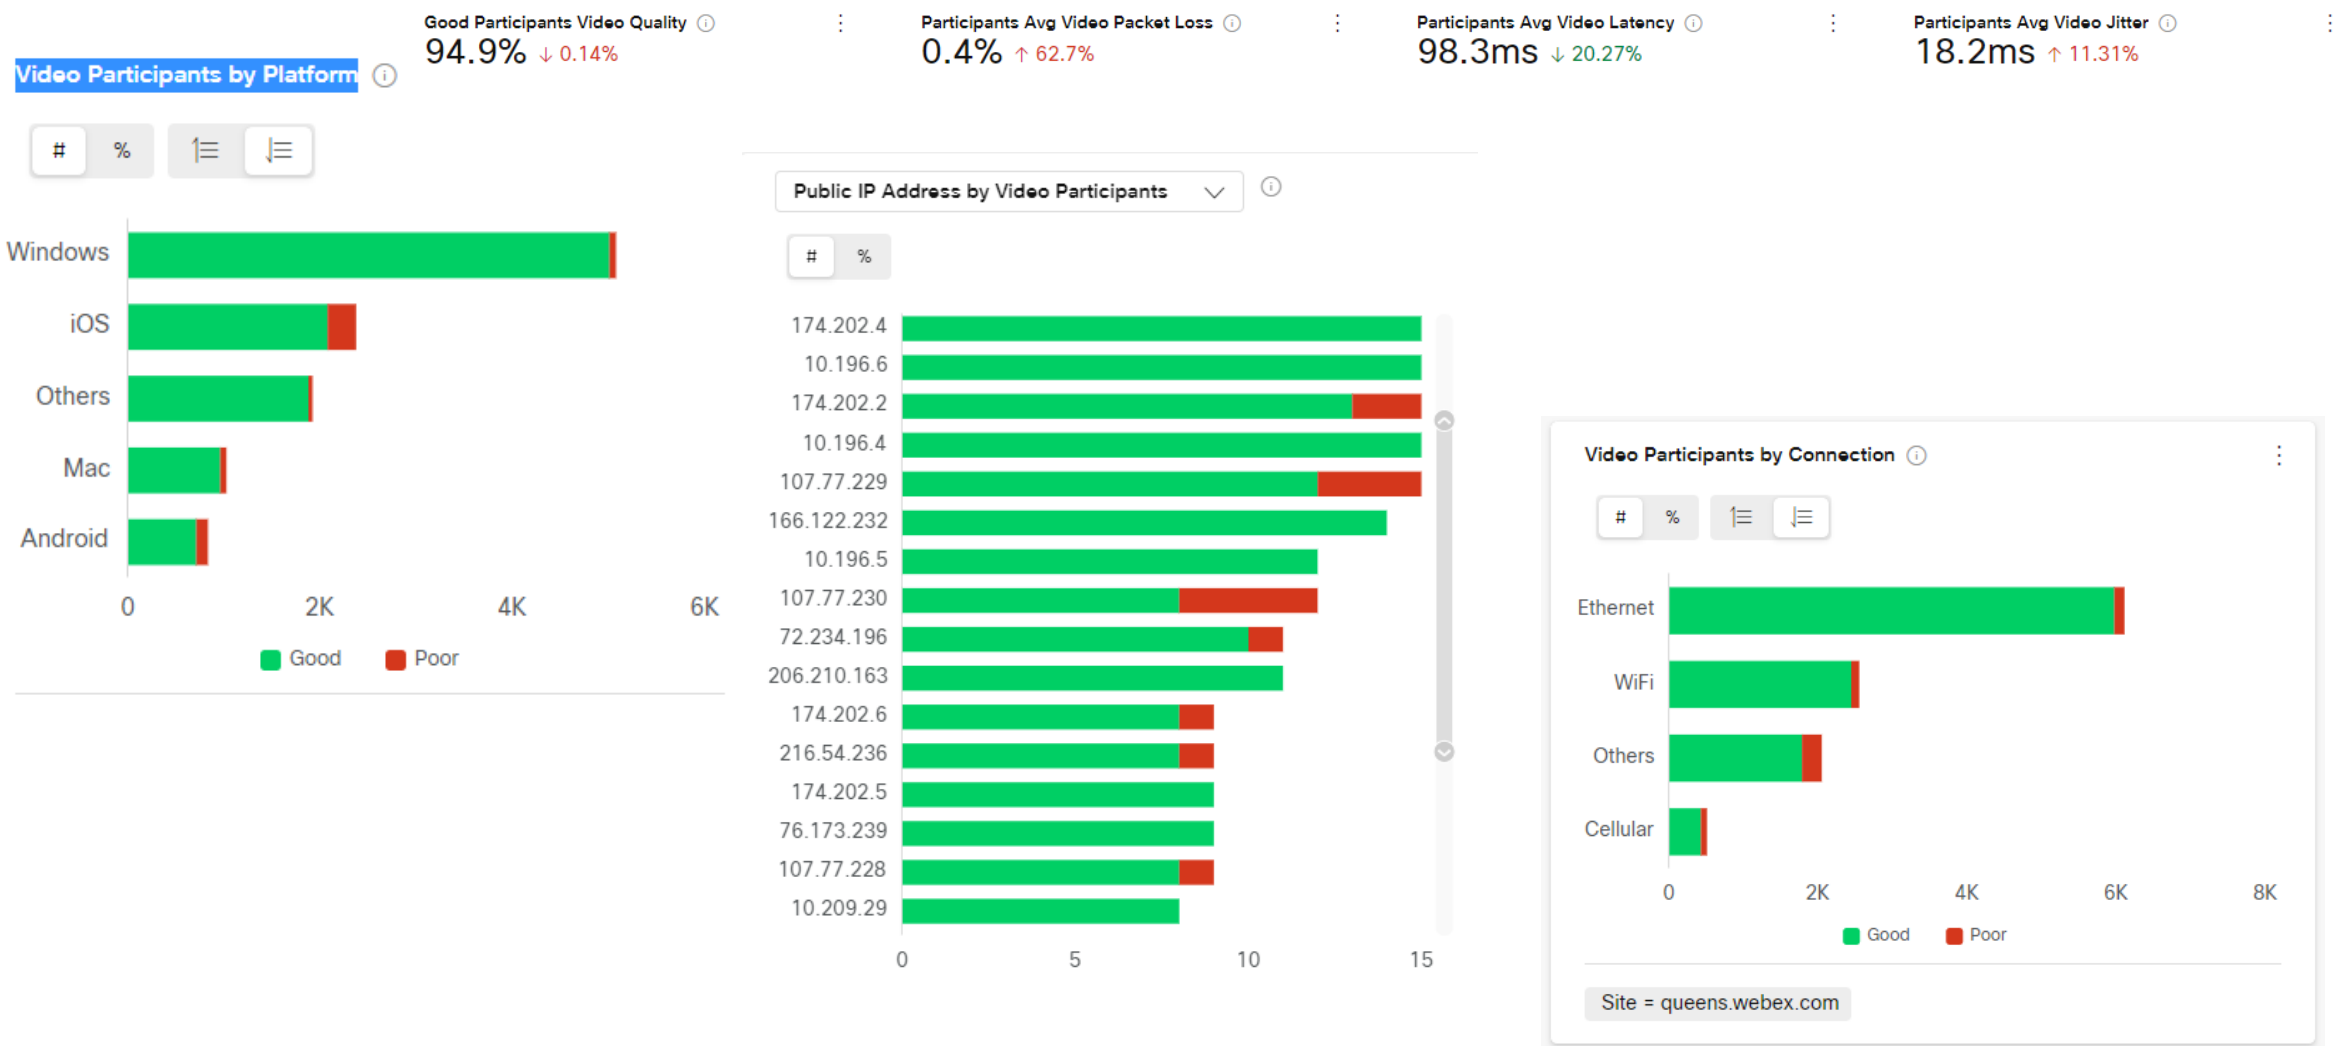 Good Participants Video Quality
94.9% ↓ 0.14%
Participants Avg Video Packet Loss
0.4% ↑ 62.7%
Participants Avg Video Latency
98.3ms ↓ 20.27%
Participants Avg Video Jitter
18.2ms ↑ 11.31%
Video Participants by Platform
# %
Windows
iOS
Others
Mac
Android
0 2K 4K 6K
Good Poor
Public IP Address by Video Participants
# %
174.202.4
10.196.6
174.202.2
10.196.4
107.77.229
166.122.232
10.196.5
107.77.230
72.234.196
206.210.163
174.202.6
216.54.236
174.202.5
76.173.239
107.77.228
10.209.29
0 5 10 15
Video Participants by Connection
# %
Ethernet
WiFi
Others
Cellular
0 2K 4K 6K 8K
Good Poor
Site = queens.webex.com